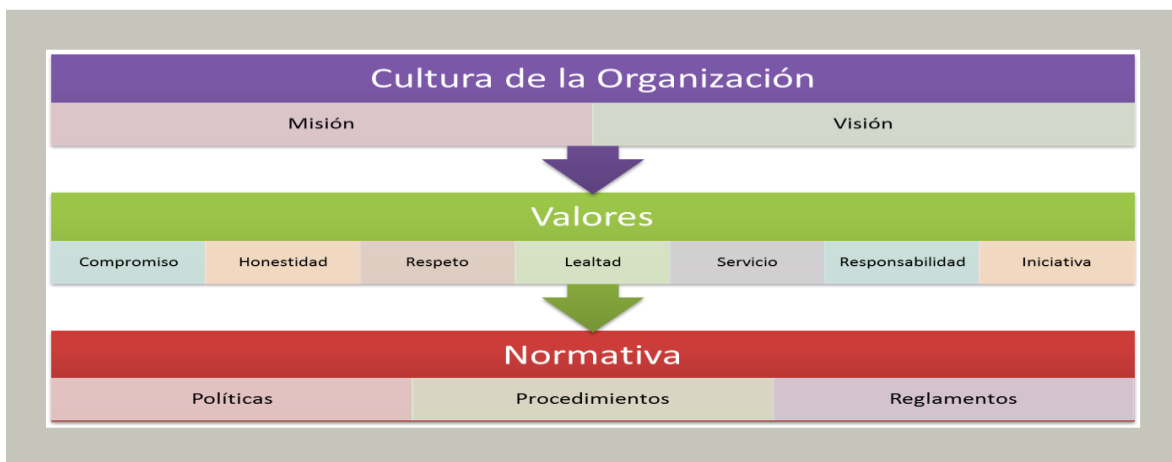 Cultura de la Organización
Misión Visión
Valores
Compromiso Honestidad Respeto Lealtad Servicio Responsabilidad Iniciativa
Normativa
Políticas Procedimientos Reglamentos